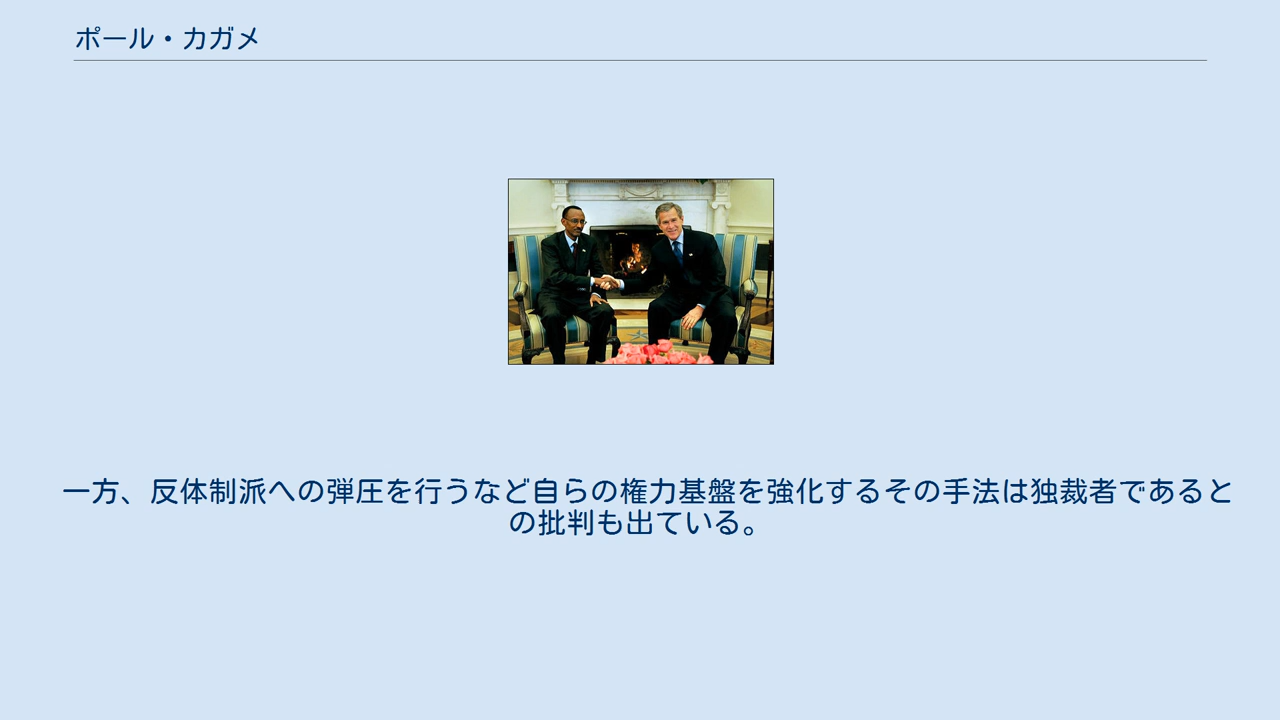 ポール・カガメ
一方、反体制派への弾圧を行うなど自らの権力基盤を強化するその手法は独裁者であると
の批判も出ている。